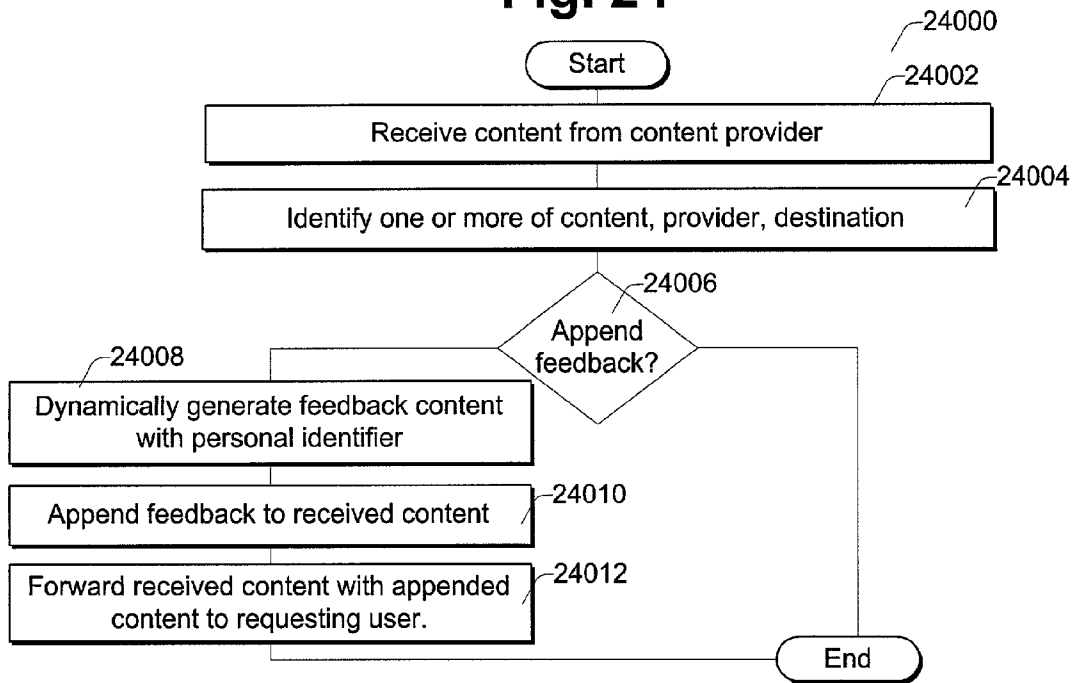 24000
Start
24002
Receive content from content provider
24004
Identify one or more of content, provider, destination
24006
Append
feedback?
24008
Dynamically generate feedback content
with personal identifier
24010
Append feedback to received content
24012
Forward received content with appended
content to requesting user.
End